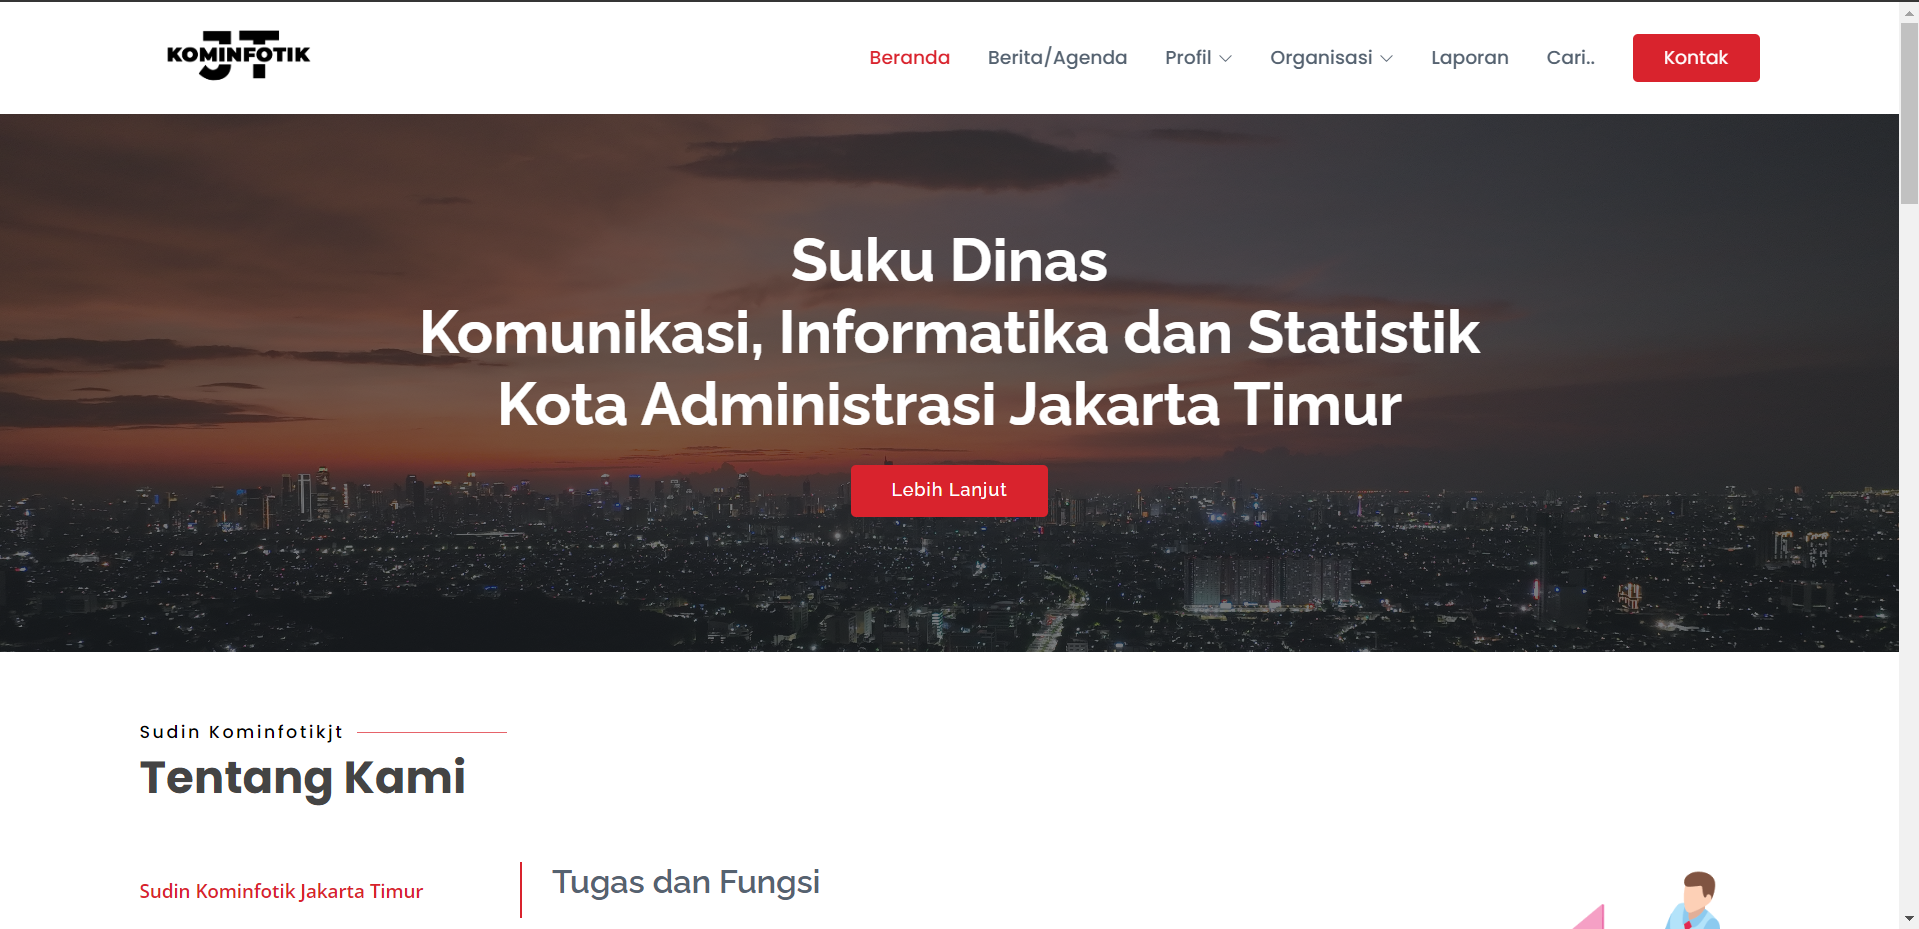 JT
KOMINFOTIK
Beranda
Berita/Agenda
Profil
Organisasi
Laporan
Cari..
Kontak
Suku Dinas
Komunikasi, Informatika dan Statistik
Kota Administrasi Jakarta Timur
Lebih Lanjut
Sudin Kominfotikjt
Tentang Kami
Sudin Kominfotik Jakarta Timur
Tugas dan Fungsi